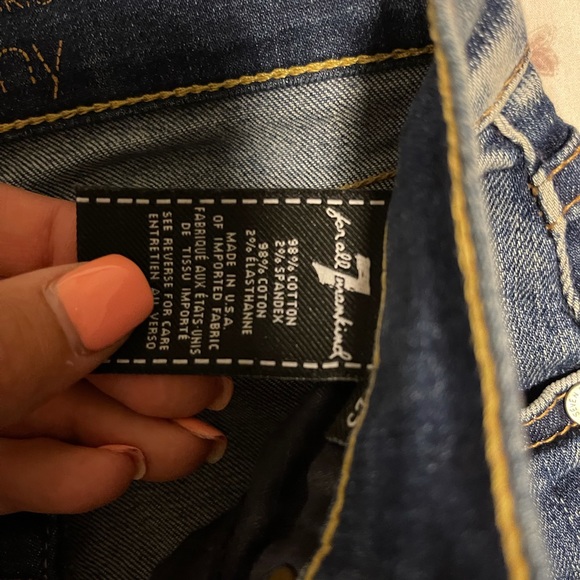 7
for all mankind
98% COTTON
2% SPANDEX
98% COTON
2% ÉLASTHANNE
MADE IN U.S.A.
OF IMPORTED FABRIC
FABRIQUÉ AUX ÉTATS-UNIS
DE TISSU IMPORTÉ
SEE REVERSE FOR CARE
ENTRETIEN AU VERSO